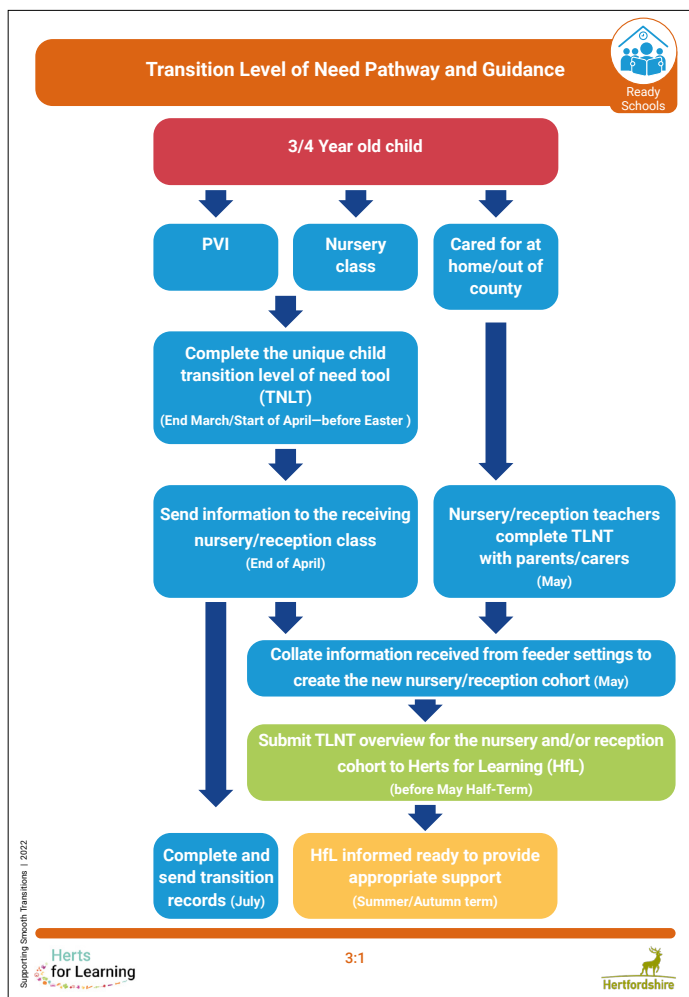 Transition Level of Need Pathway and Guidance
Ready
Schools
3/4 Year old child
PVI
Nursery
class
Cared for at
home/out of
county
Complete the unique child
transition level of need tool
(TNLT)
(End March/Start of April—before Easter )
Send information to the receiving
nursery/reception class
(End of April)
Nursery/reception teachers
complete TLNT
with parents/carers
(May)
Collate information received from feeder settings to
create the new nursery/reception cohort (May)
Submit TLNT overview for the nursery and/or reception
cohort to Herts for Learning (HfL)
(before May Half-Term)
Complete and
send transition
records (July)
HfL informed ready to provide
appropriate support
(Summer/Autumn term)
Supporting Smooth Transitions | 2022
Herts
for Learning
3:1
Hertfordshire